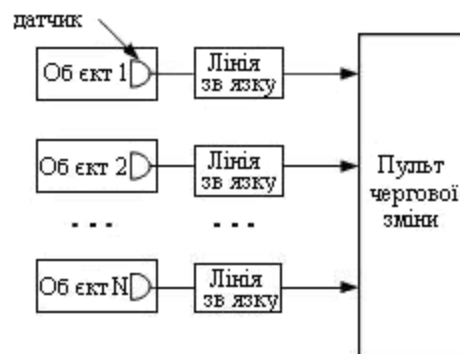 датчик
Об єкт 1
Лінія
зв язку
Об єкт 2
Лінія
зв язку
Пульт
чергової
зміни
. . .
. . .
Об єкт N
Лінія
зв язку